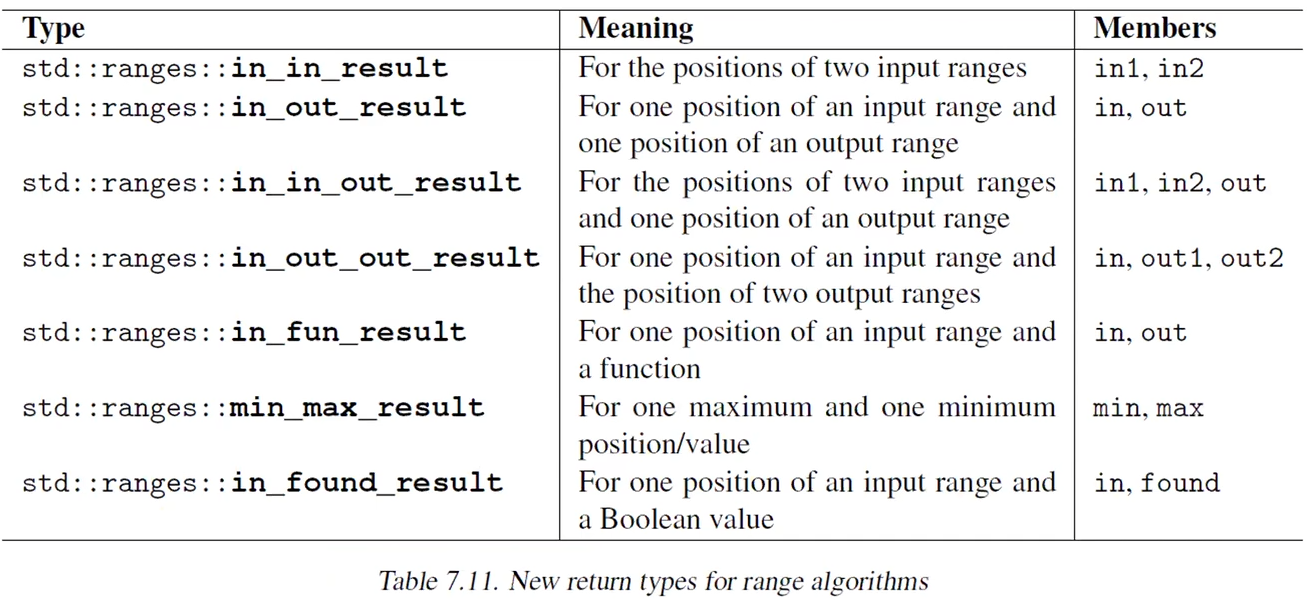 Type Meaning Members
std::ranges::in_in_result For the positions of two input ranges in1, in2
std::ranges::in_out_result For one position of an input range and in, out
one position of an output range
std::ranges::in_in_out_result For the positions of two input ranges in1, in2, out
and one position of an output range
std::ranges::in_out_out_result For one position of an input range and in, out1, out2
the position of two output ranges
std::ranges::in_fun_result For one position of an input range and in, out
a function
std::ranges::min_max_result For one maximum and one minimum min, max
position/value
std::ranges::in_found_result For one position of an input range and in, found
a Boolean value
Table 7.11. New return types for range algorithms